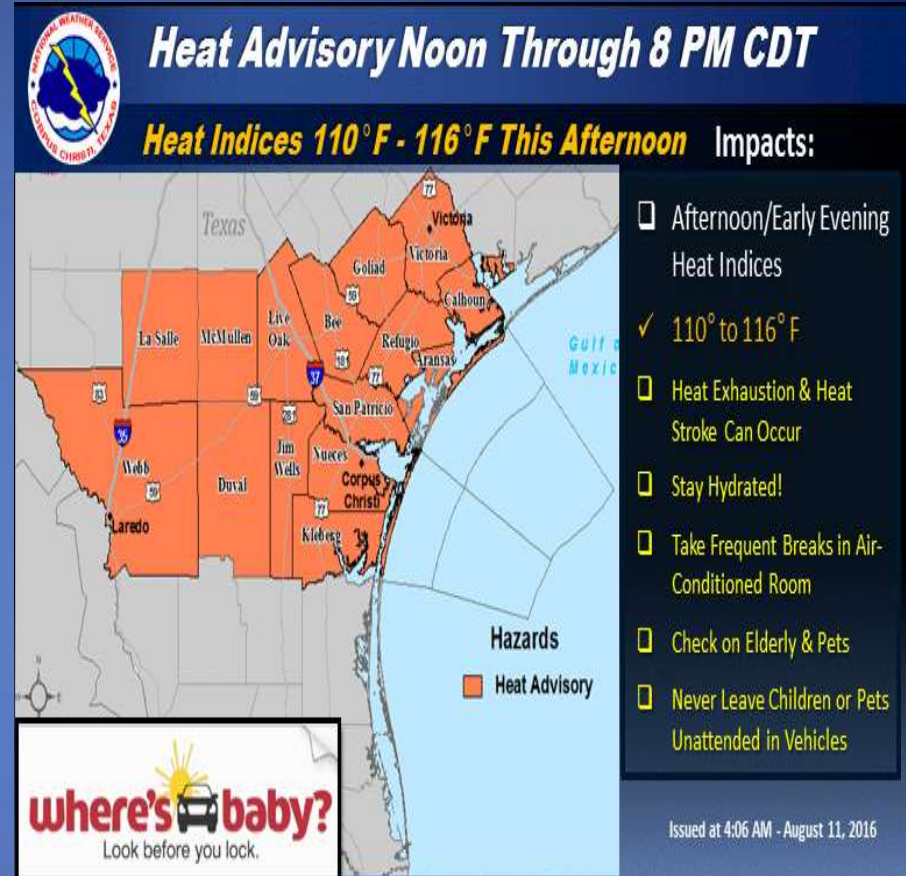 NATIONAL WEATHER SERVICE
CORPUS CHRISTI, TEXAS
Heat Advisory Noon Through 8 PM CDT
Heat Indices 110°F - 116°F This Afternoon
Impacts:
Afternoon/Early Evening
Heat Indices
110° to 116° F
Heat Exhaustion & Heat
Stroke Can Occur
Stay Hydrated!
Take Frequent Breaks in Air-
Conditioned Room
Check on Elderly & Pets
Never Leave Children or Pets
Unattended in Vehicles
Texas
77
Victoria
Victoria
Goliad
59
Calhoun
Live
Oak
Bee
La Salle
McMullen
Refugio
181
Aransas
Gulf
Mexic
83
37
77
59
San Patricio
281
35
Jim
Wells
Nueces
Webb
59
Duval
Corpus
Christi
77
Laredo
Kleberg
Hazards
Heat Advisory
N
where's baby?
Look before you lock.
Issued at 4:06 AM - August 11, 2016